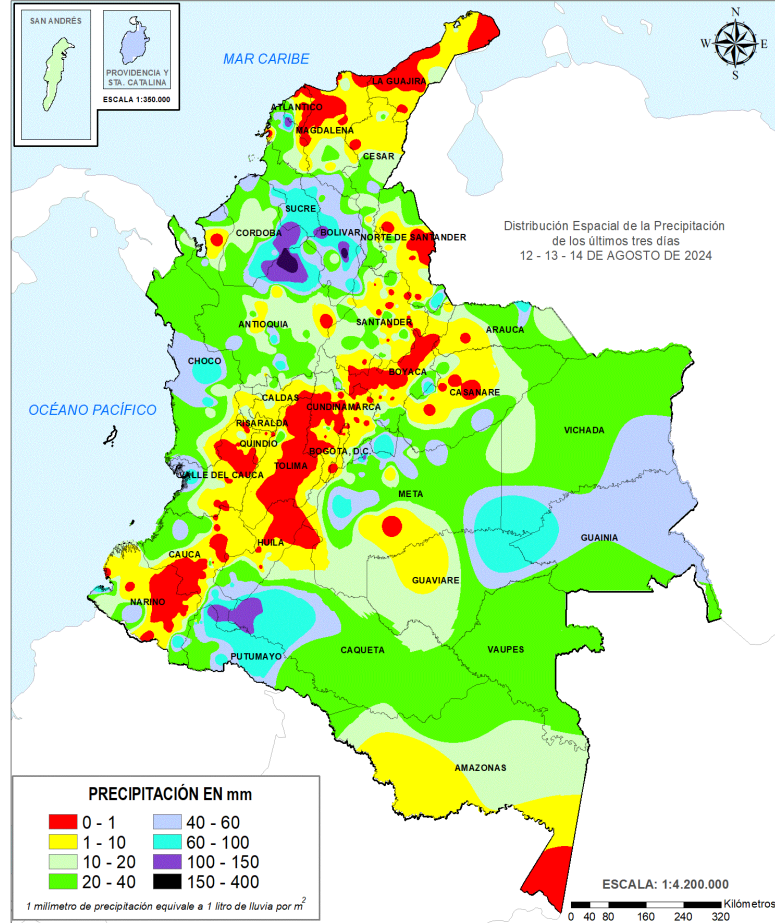 SAN ANDRÉS
PROVIDENCIA Y
STA. CATALINA
ESCALA 1:350.000
MAR CARIBE
N
W
E
S
LA GUAJIRA
ATLANTICO
MAGDALENA
CESAR
SUCRE
CORDOBA
BOLIVAR
NORTE DE SANTANDER
Distribución Espacial de la Precipitación
de los últimos tres días
12 - 13 - 14 DE AGOSTO DE 2024
ANTIOQUIA
SANTANDER
ARAUCA
CHOCO
BOYACA
CASANARE
CALDAS
CUNDINAMARCA
OCÉANO PACÍFICO
RISARALDA
VICHADA
QUINDIO
BOGOTA, D.C.
TOLIMA
VALLE DEL CAUCA
META
GUAINIA
HUILA
CAUCA
GUAVIARE
NARIÑO
CAQUETA
VAUPES
PUTUMAYO
AMAZONAS
PRECIPITACIÓN EN mm
0 - 1
40 - 60
1 - 10
60 - 100
10 - 20
100 - 150
20 - 40
150 - 400
1 milimetro de precipitación equivale a 1 litro de lluvia por m²
ESCALA: 1:4.200.000
Kilómetros
0 40 80 160 240 320